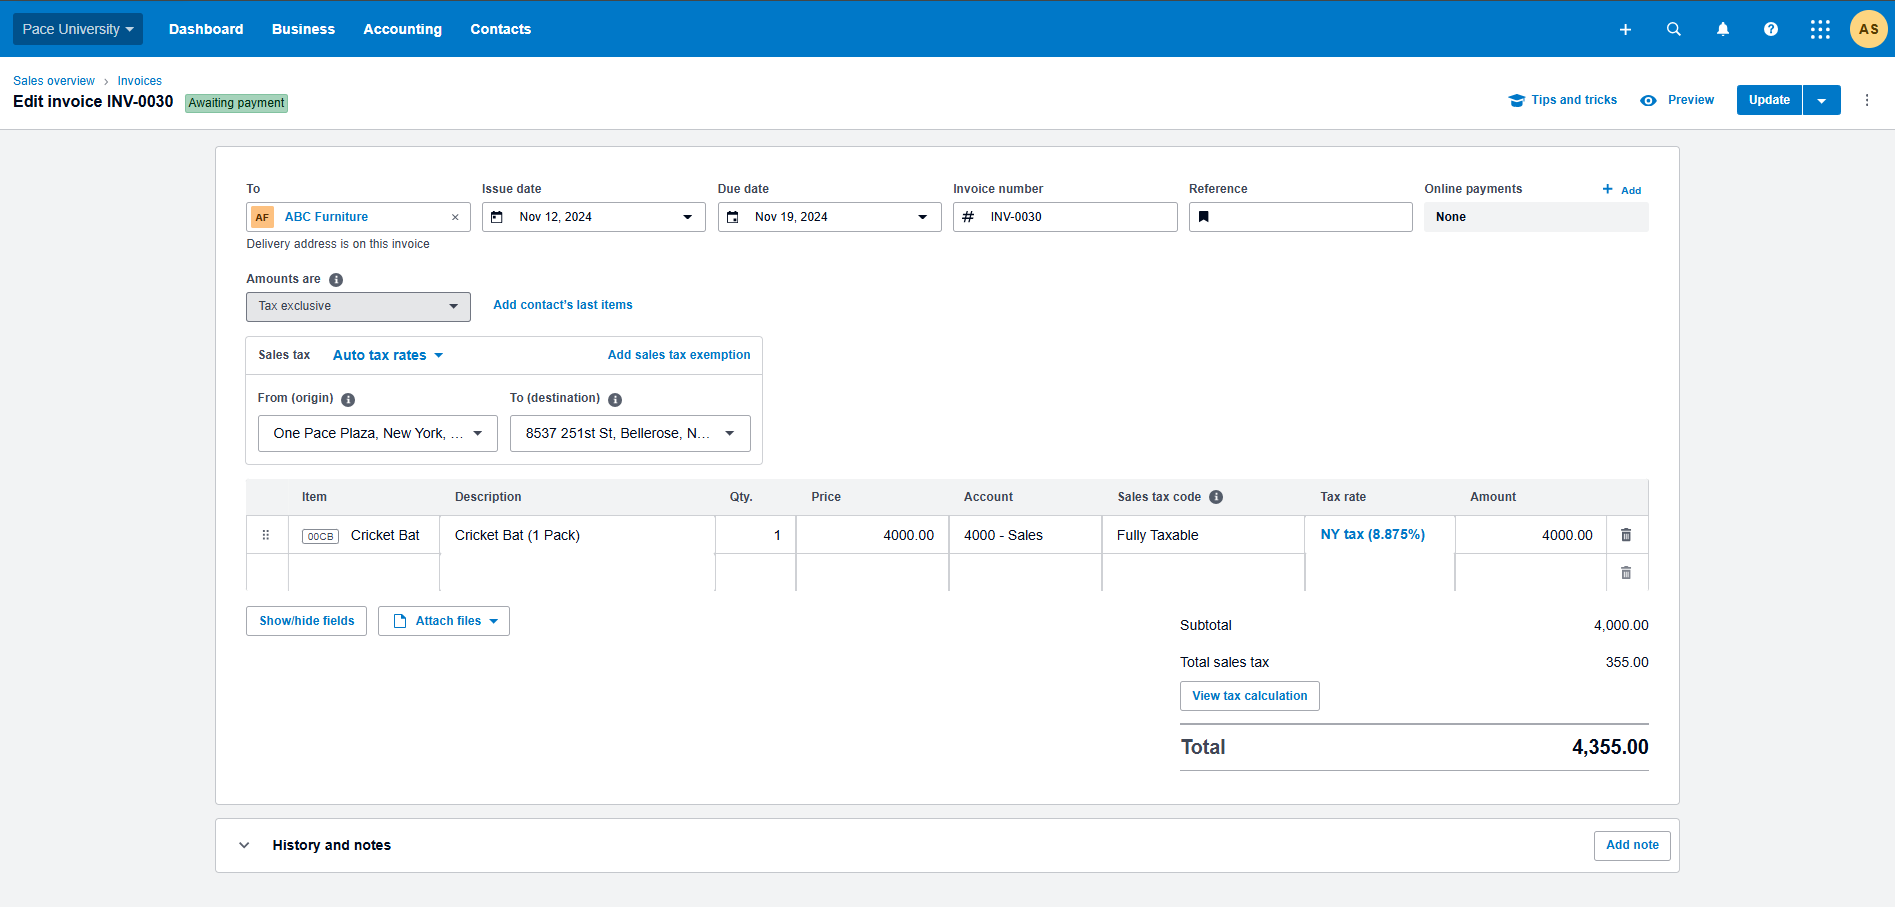 Pace University Dashboard Business Accounting Contacts AS
Sales overview › Invoices
Edit invoice INV-0030 Awaiting payment
Tips and tricks Preview Update
To Issue date Due date Invoice number Reference Online payments + Add
AF ABC Furniture × Nov 12, 2024 Nov 19, 2024 # INV-0030 None
Delivery address is on this invoice
Amounts are
Tax exclusive Add contact's last items
Sales tax Auto tax rates Add sales tax exemption
From (origin) To (destination)
One Pace Plaza, New York, ... 8537 251st St, Bellerose, N...
Item Description Qty. Price Account Sales tax code Tax rate Amount
00CB Cricket Bat Cricket Bat (1 Pack) 1 4000.00 4000 - Sales Fully Taxable NY tax (8.875%) 4000.00
Show/hide fields Attach files
Subtotal 4,000.00
Total sales tax 355.00
View tax calculation
Total 4,355.00
History and notes Add note